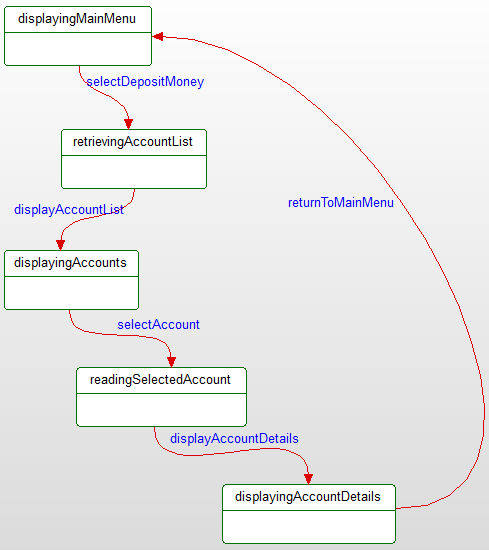 displayingMainMenu
selectDepositMoney
retrievingAccountList
returnToMainMenu
displayAccountList
displayingAccounts
selectAccount
readingSelectedAccount
displayAccountDetails
displayingAccountDetails